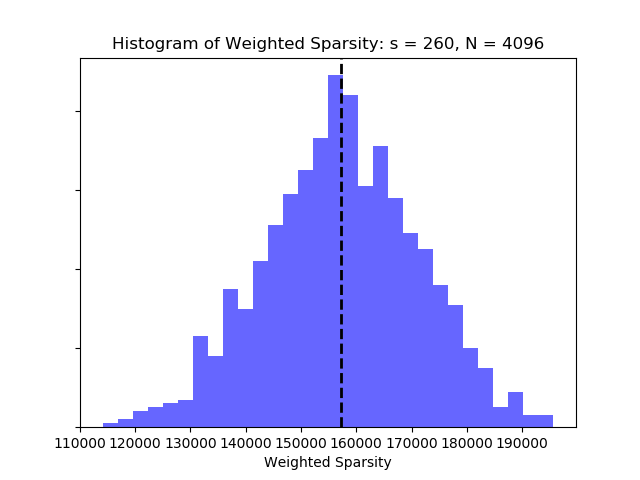 Histogram of Weighted Sparsity: s = 260, N = 4096
110000 120000 130000 140000 150000 160000 170000 180000 190000
Weighted Sparsity